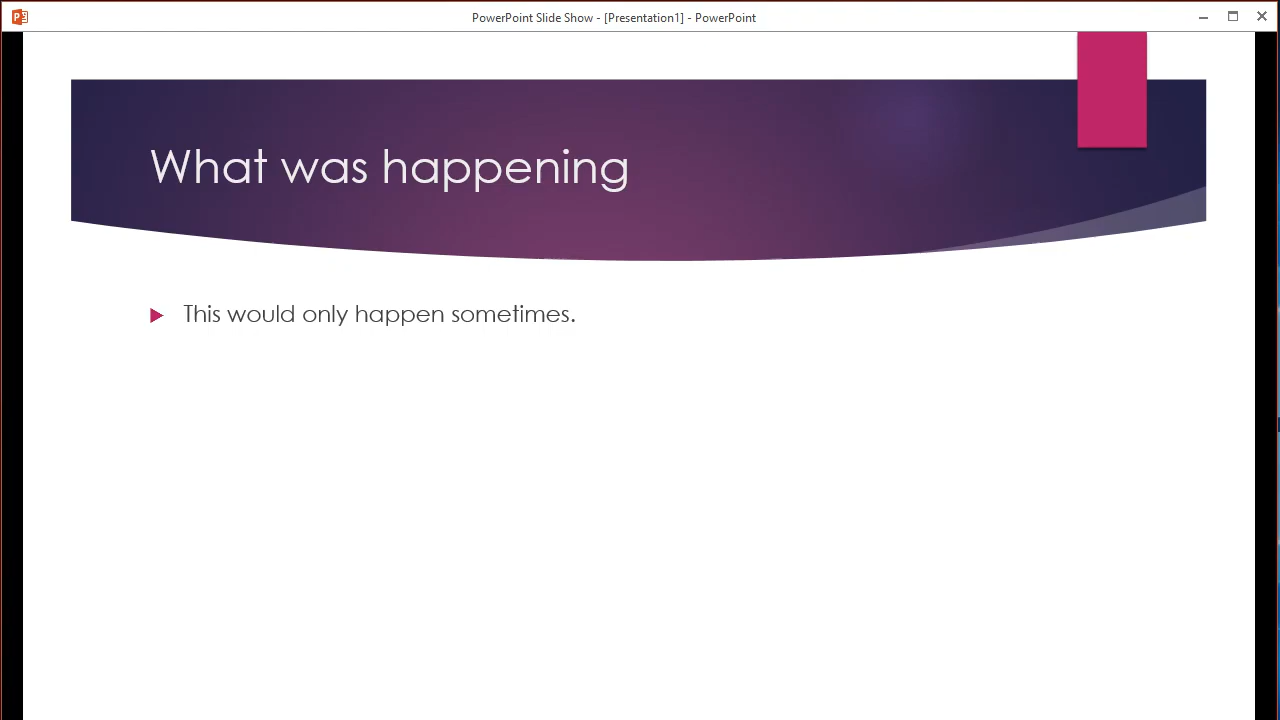 PowerPoint Slide Show - [Presentation1] - PowerPoint
What was happening
This would only happen sometimes.